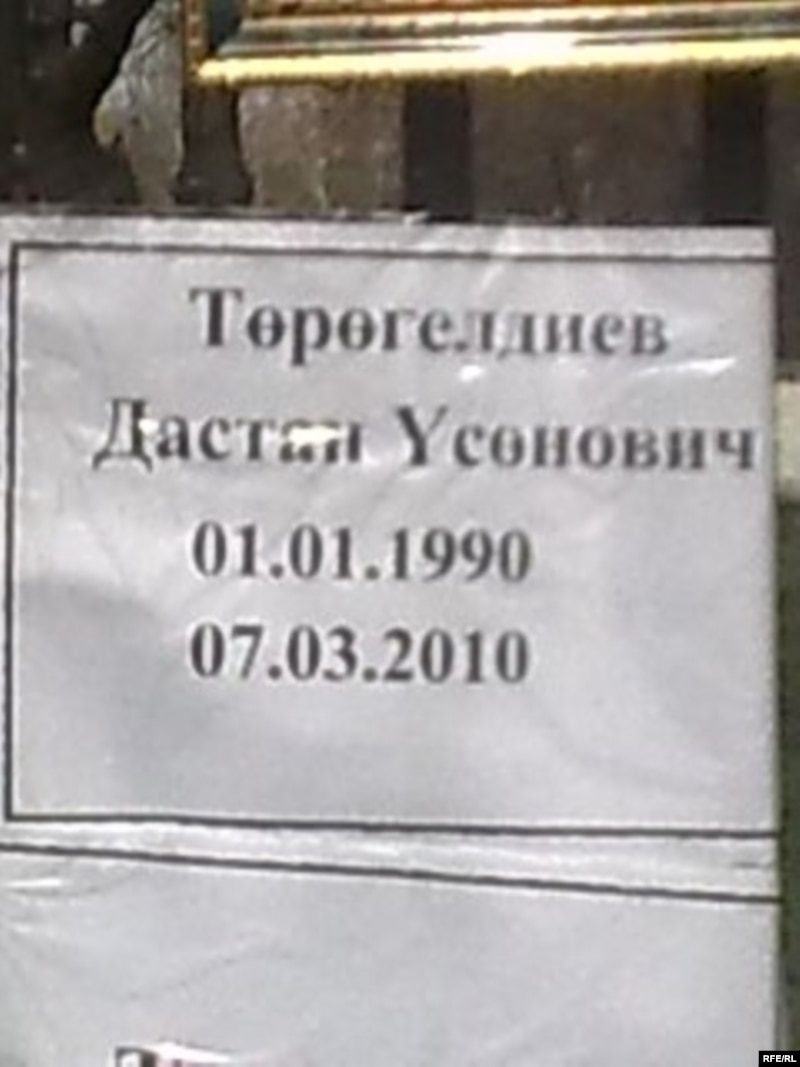 Төрөгелдиев
Дастан Үсөнович
01.01.1990
07.03.2010
RFE/RL